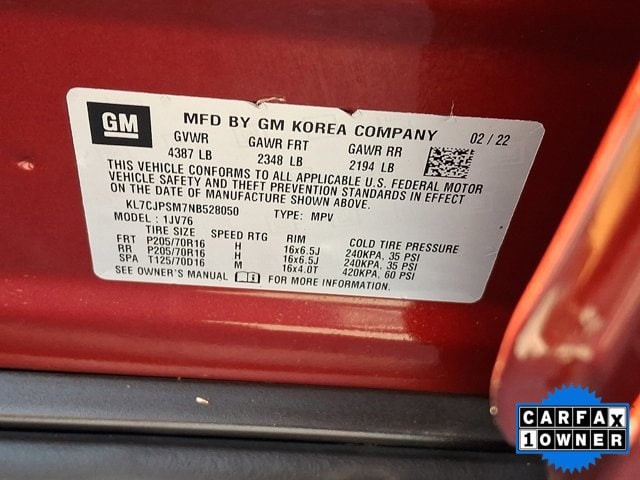 GM
MFD BY GM KOREA COMPANY 02 / 22
GVWR GAWR FRT GAWR RR
4387 LB 2348 LB 2194 LB
THIS VEHICLE CONFORMS TO ALL APPLICABLE U.S. FEDERAL MOTOR
VEHICLE SAFETY AND THEFT PREVENTION STANDARDS IN EFFECT
ON THE DATE OF MANUFACTURE SHOWN ABOVE.
KL7CJPSM7NB528050 TYPE: MPV
MODEL : 1JV76
TIRE SIZE SPEED RTG RIM COLD TIRE PRESSURE
FRT P205/70R16 H 16x6.5J 240KPA, 35 PSI
RR P205/70R16 H 16x6.5J 240KPA, 35 PSI
SPA T125/70D16 M 16x4.0T 420KPA, 60 PSI
SEE OWNER'S MANUAL FOR MORE INFORMATION.
CARFAX
1 OWNER